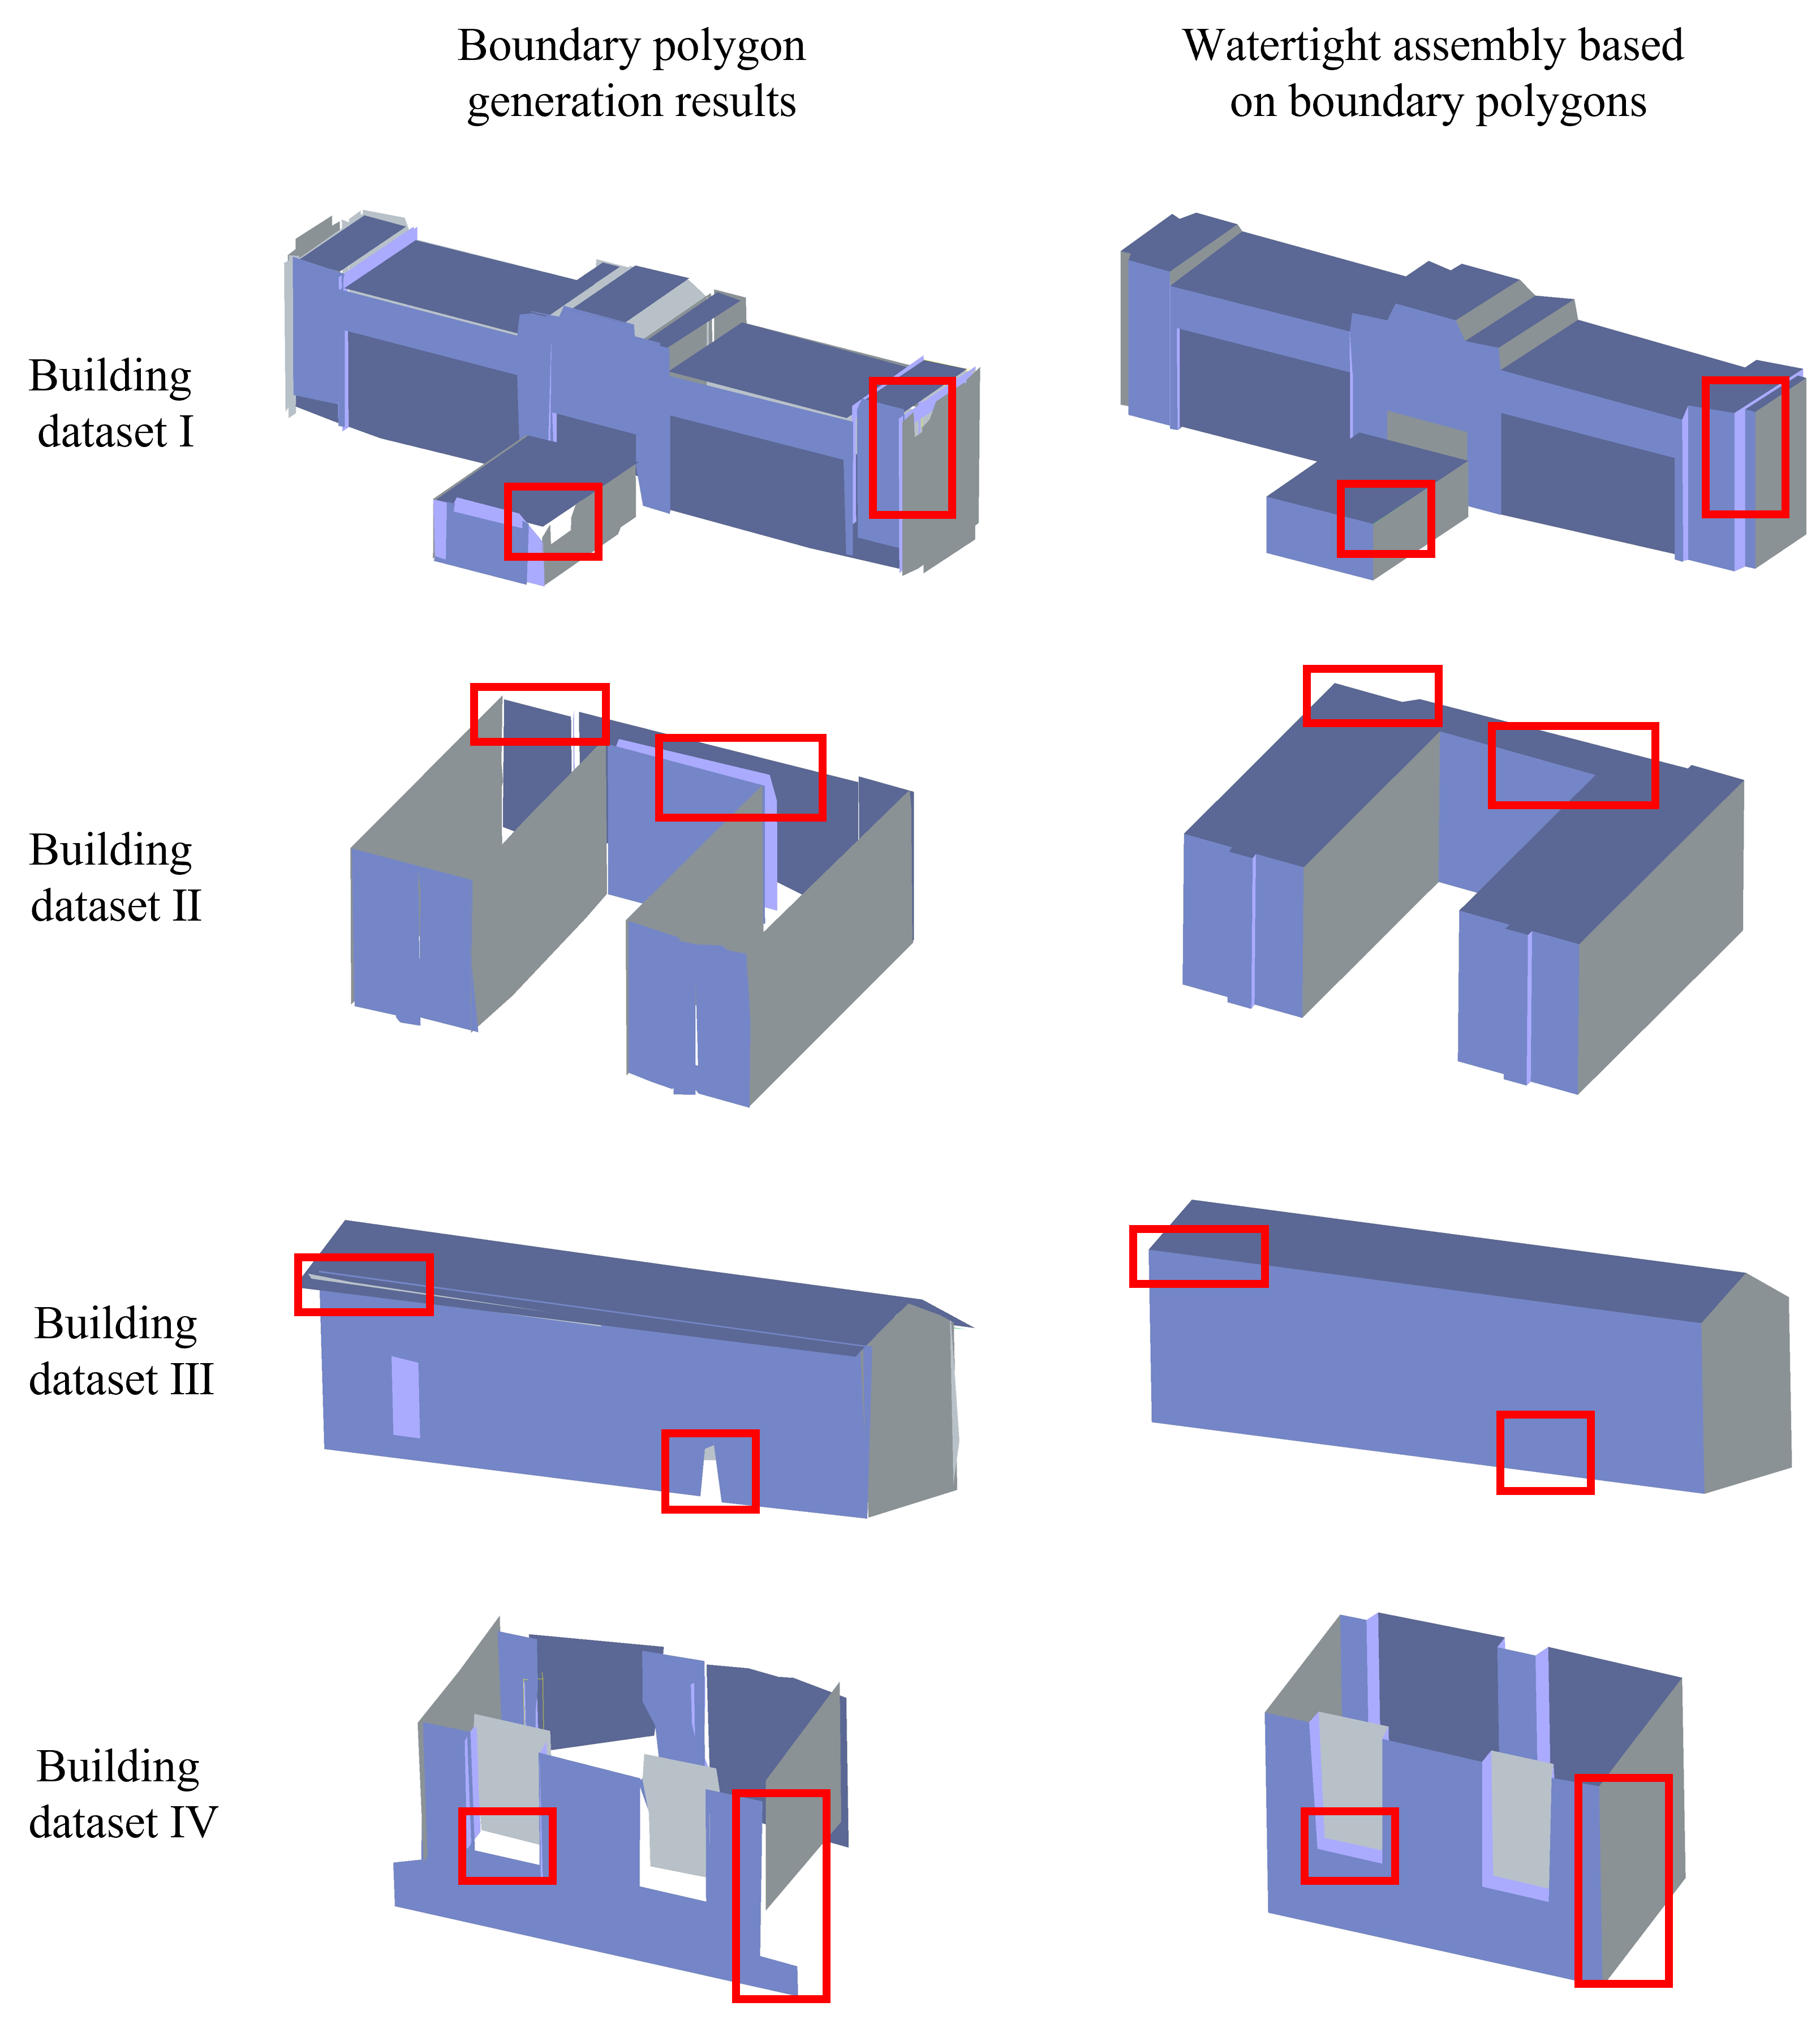 Boundary polygon
generation results
Watertight assembly based
on boundary polygons
Building
dataset I
Building
dataset II
Building
dataset III
Building
dataset IV